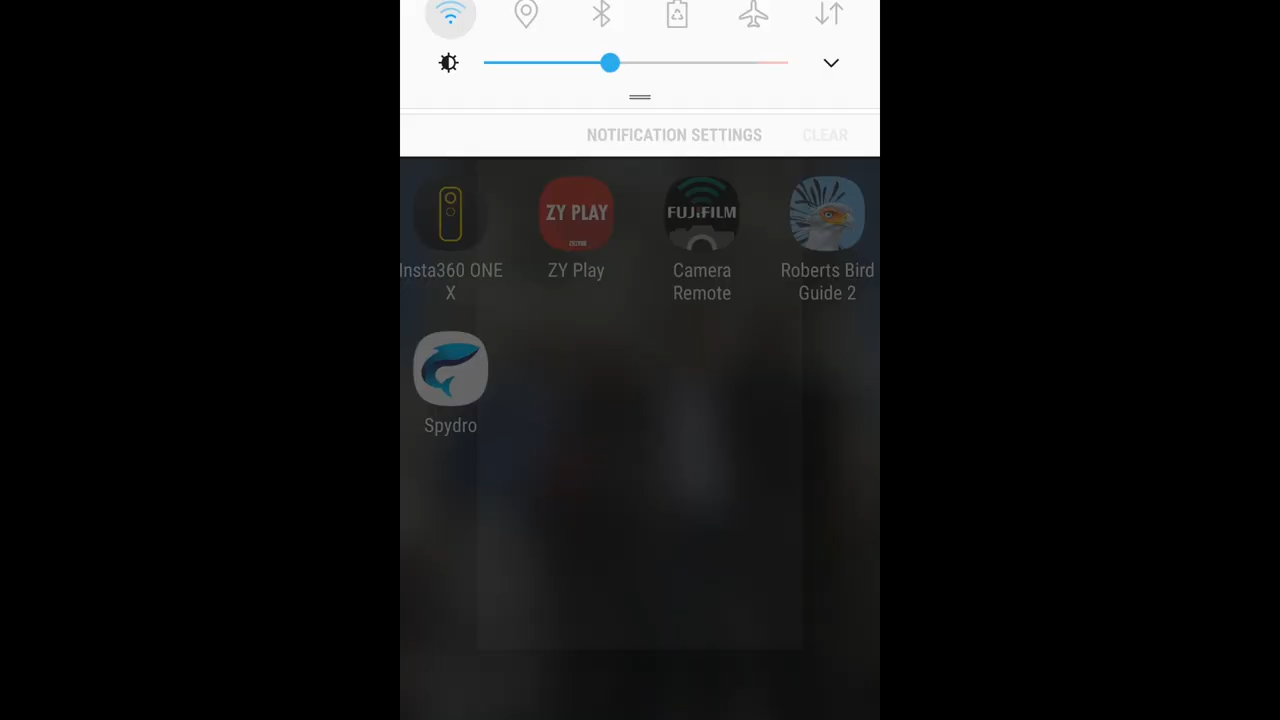 NOTIFICATION SETTINGS CLEAR
ZY PLAY
FUJIFILM
Insta360 ONE X
ZY Play
Camera Remote
Roberts Bird Guide 2
Spydro